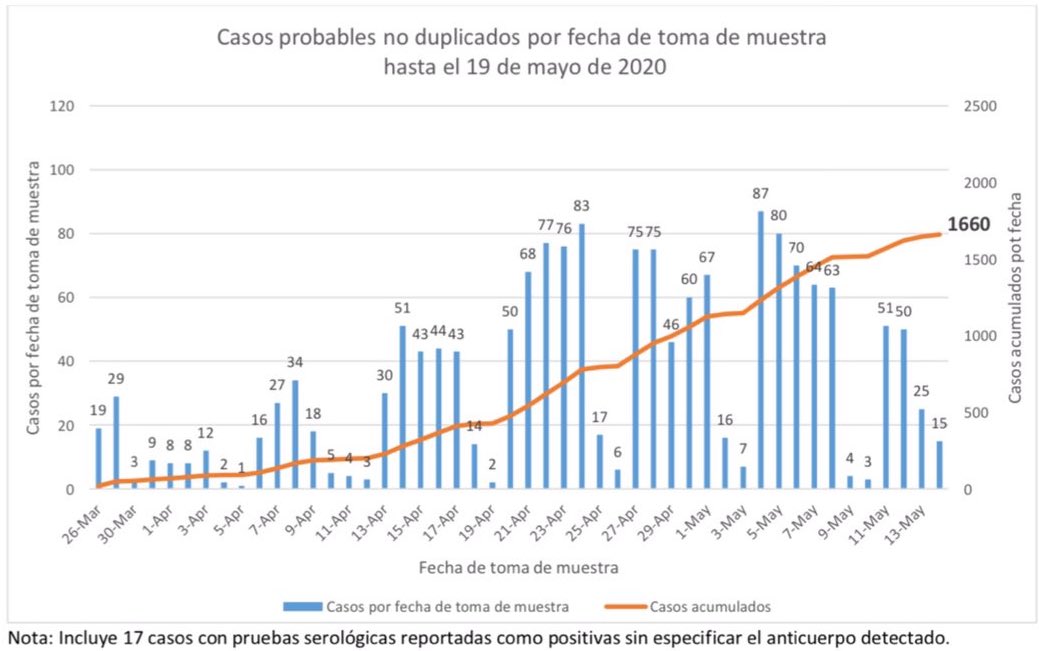 Casos probables no duplicados por fecha de toma de muestra
hasta el 19 de mayo de 2020
Casos por fecha de toma de muestra
120
100
80
60
40
20
0
19
29
3
9
8
8
12
2
1
16
27
34
18
5
4
3
30
51
43
44
43
14
2
50
68
77
76
83
17
6
75
75
46
60
67
16
7
87
80
70
64
63
4
3
51
50
25
15
1660
2500
2000
1500
1000
500
0
Casos acumulados pot fecha
26-Mar
30-Mar
1-Apr
3-Apr
5-Apr
7-Apr
9-Apr
11-Apr
13-Apr
15-Apr
17-Apr
19-Apr
21-Apr
23-Apr
25-Apr
27-Apr
29-Apr
1-May
3-May
5-May
7-May
9-May
11-May
13-May
Fecha de toma de muestra
Casos por fecha de toma de muestra
Casos acumulados
Nota: Incluye 17 casos con pruebas serológicas reportadas como positivas sin especificar el anticuerpo detectado.